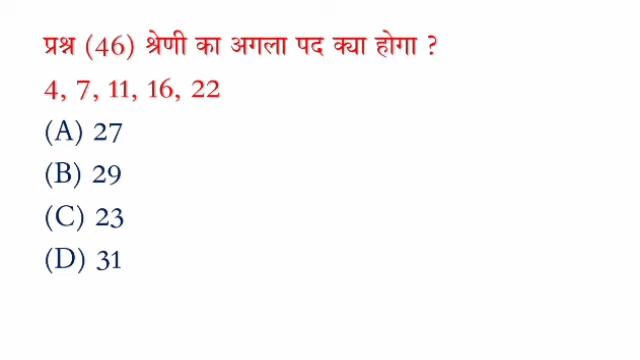 प्रश्न (46) श्रेणी का अगला पद क्या होगा ?
4, 7, 11, 16, 22
(A) 27
(B) 29
(C) 23
(D) 31